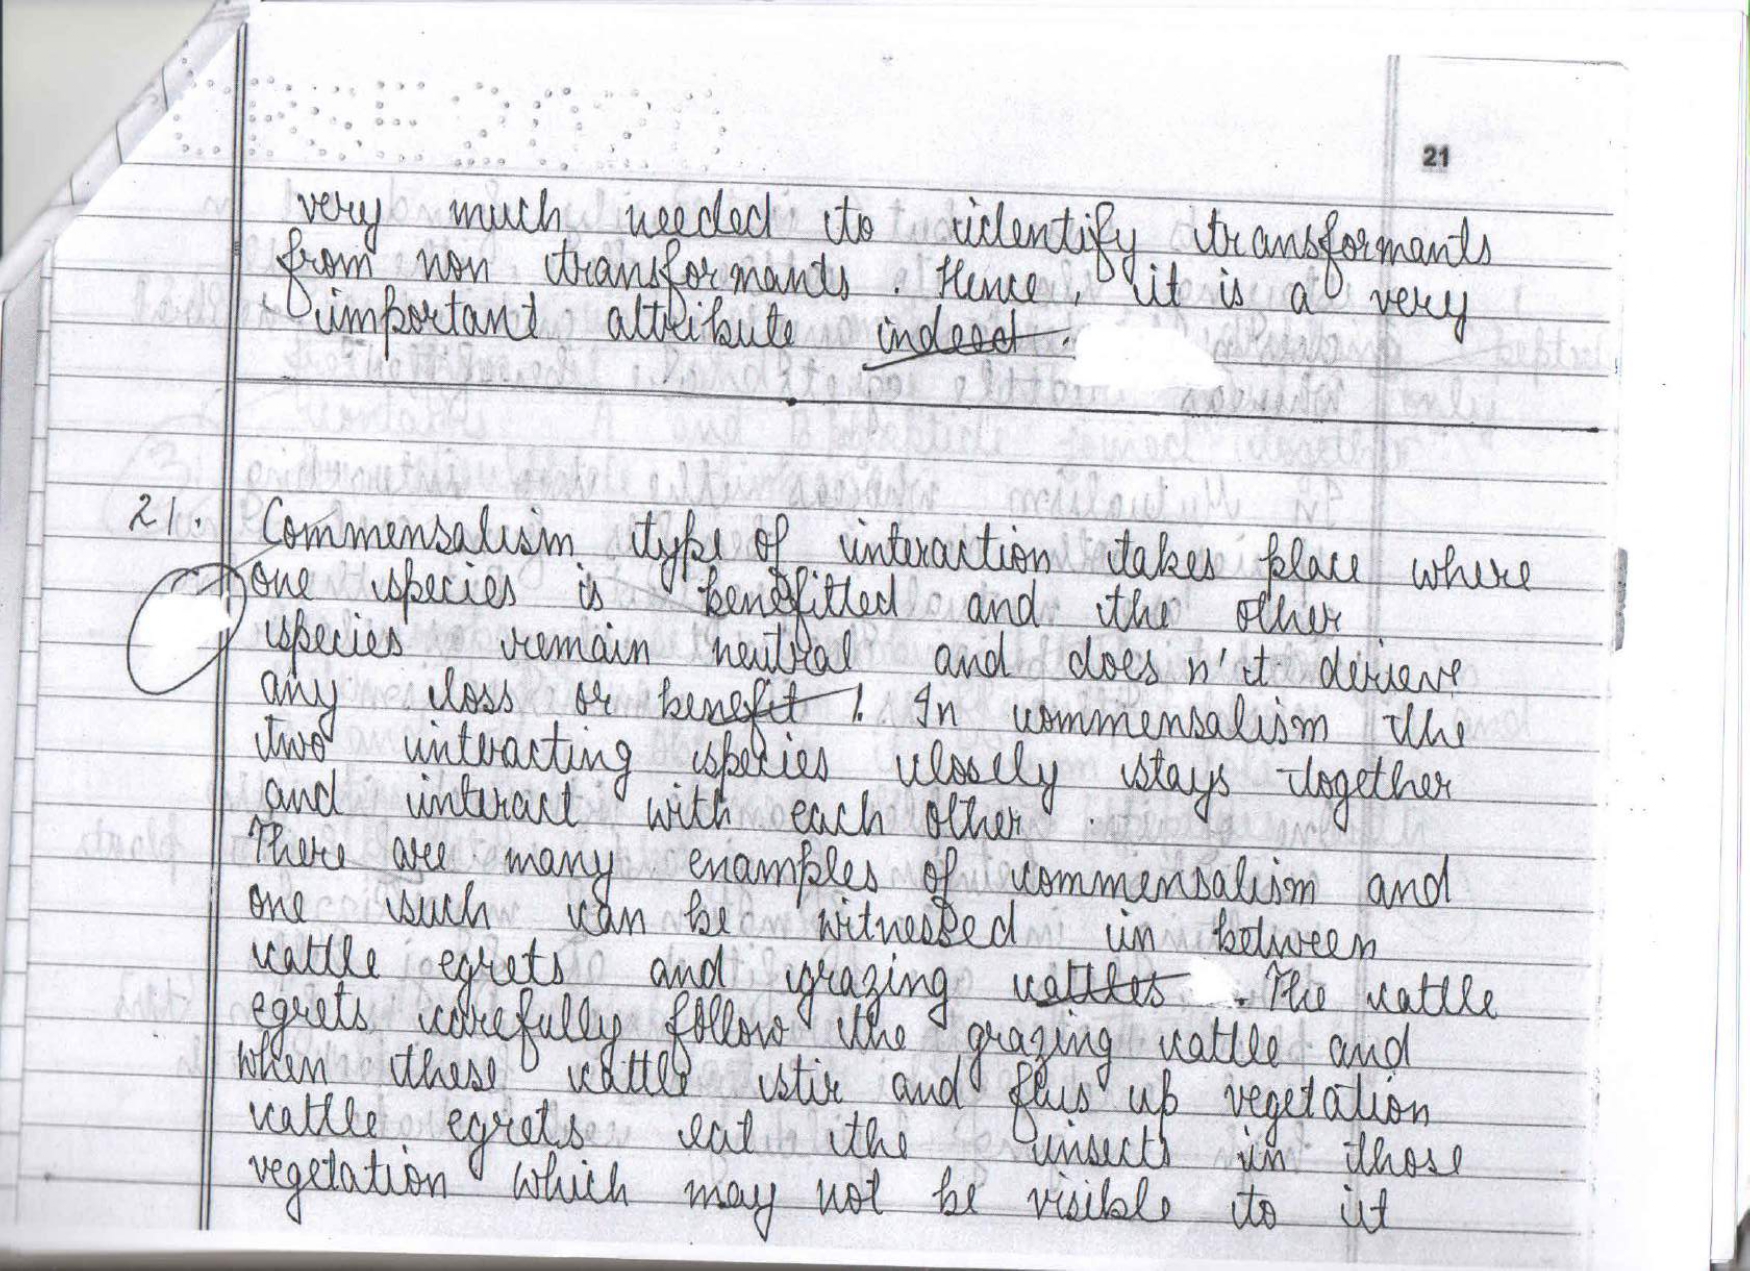 21
very much needed to identify transformants
from non transformants. Hence, it is a very
important attribute indeed.
21. Commensalism type of interaction takes place where
one species is benefitted and the other
species remain neutral and does n't derieve
any loss or benefit. In commensalism the
two interacting species closely stays together
and interact with each other.
There are many enamples of commensalism and
one such can be witnessed in between
cattle egrets and grazing cattles. The cattle
egrets carefully follow the grazing cattle and
when these cattle stir and flus up vegetation
cattle egrets eat the insects in those
vegetation which may not be visible to it